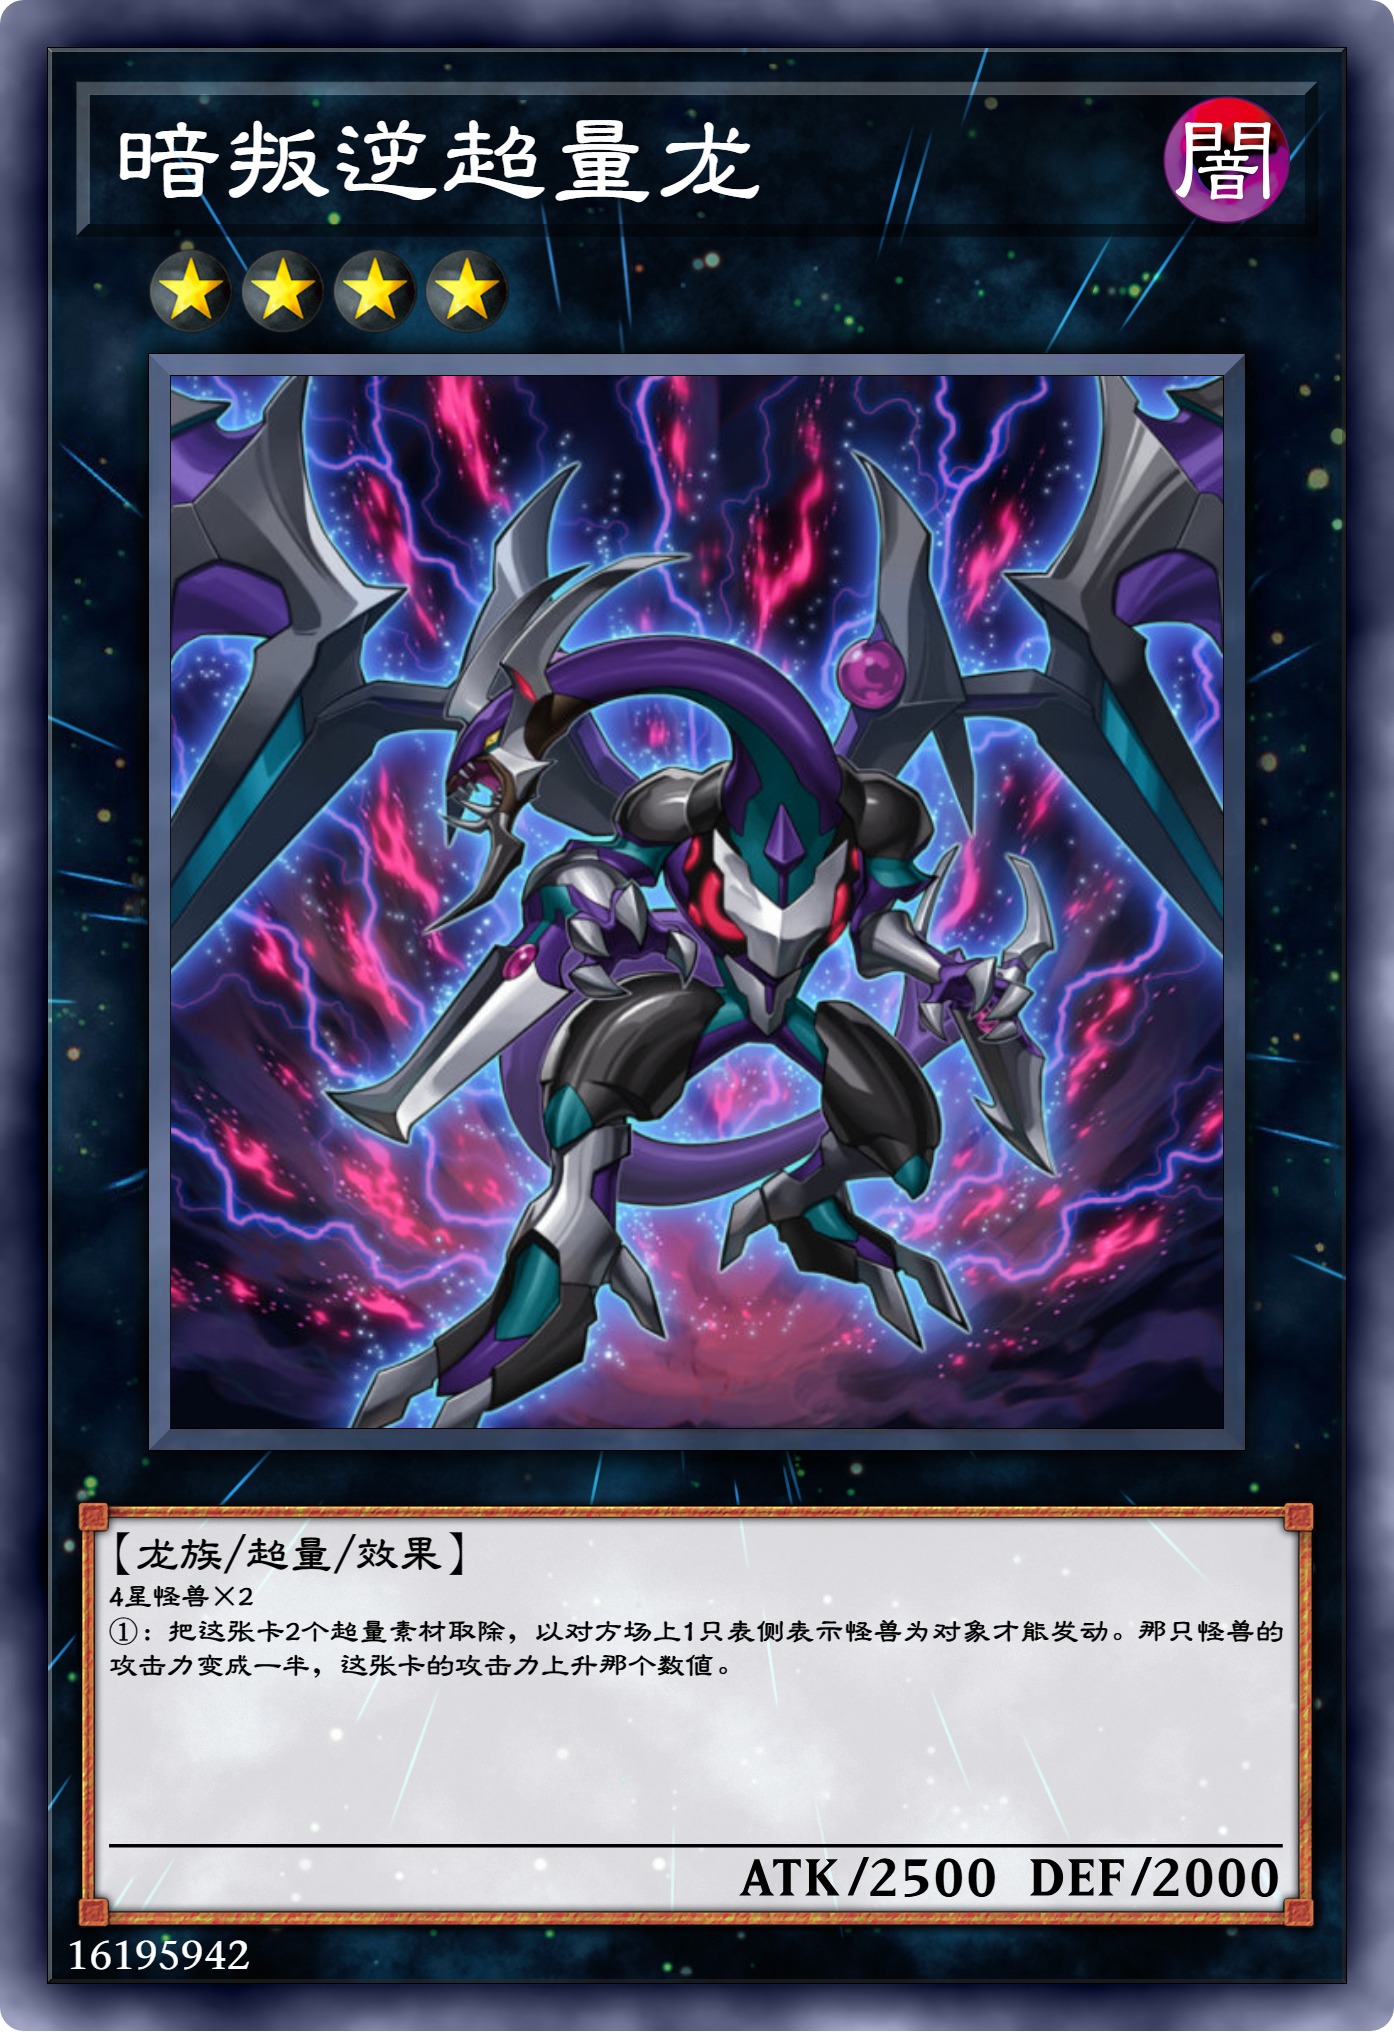 暗叛逆超量龙
闇
【龙族/超量/效果】
4星怪兽×2
①：把这张卡2个超量素材取除，以对方场上1只表侧表示怪兽为对象才能发动。那只怪兽的
攻击力变成一半，这张卡的攻击力上升那个数值。
ATK/2500 DEF/2000
16195942